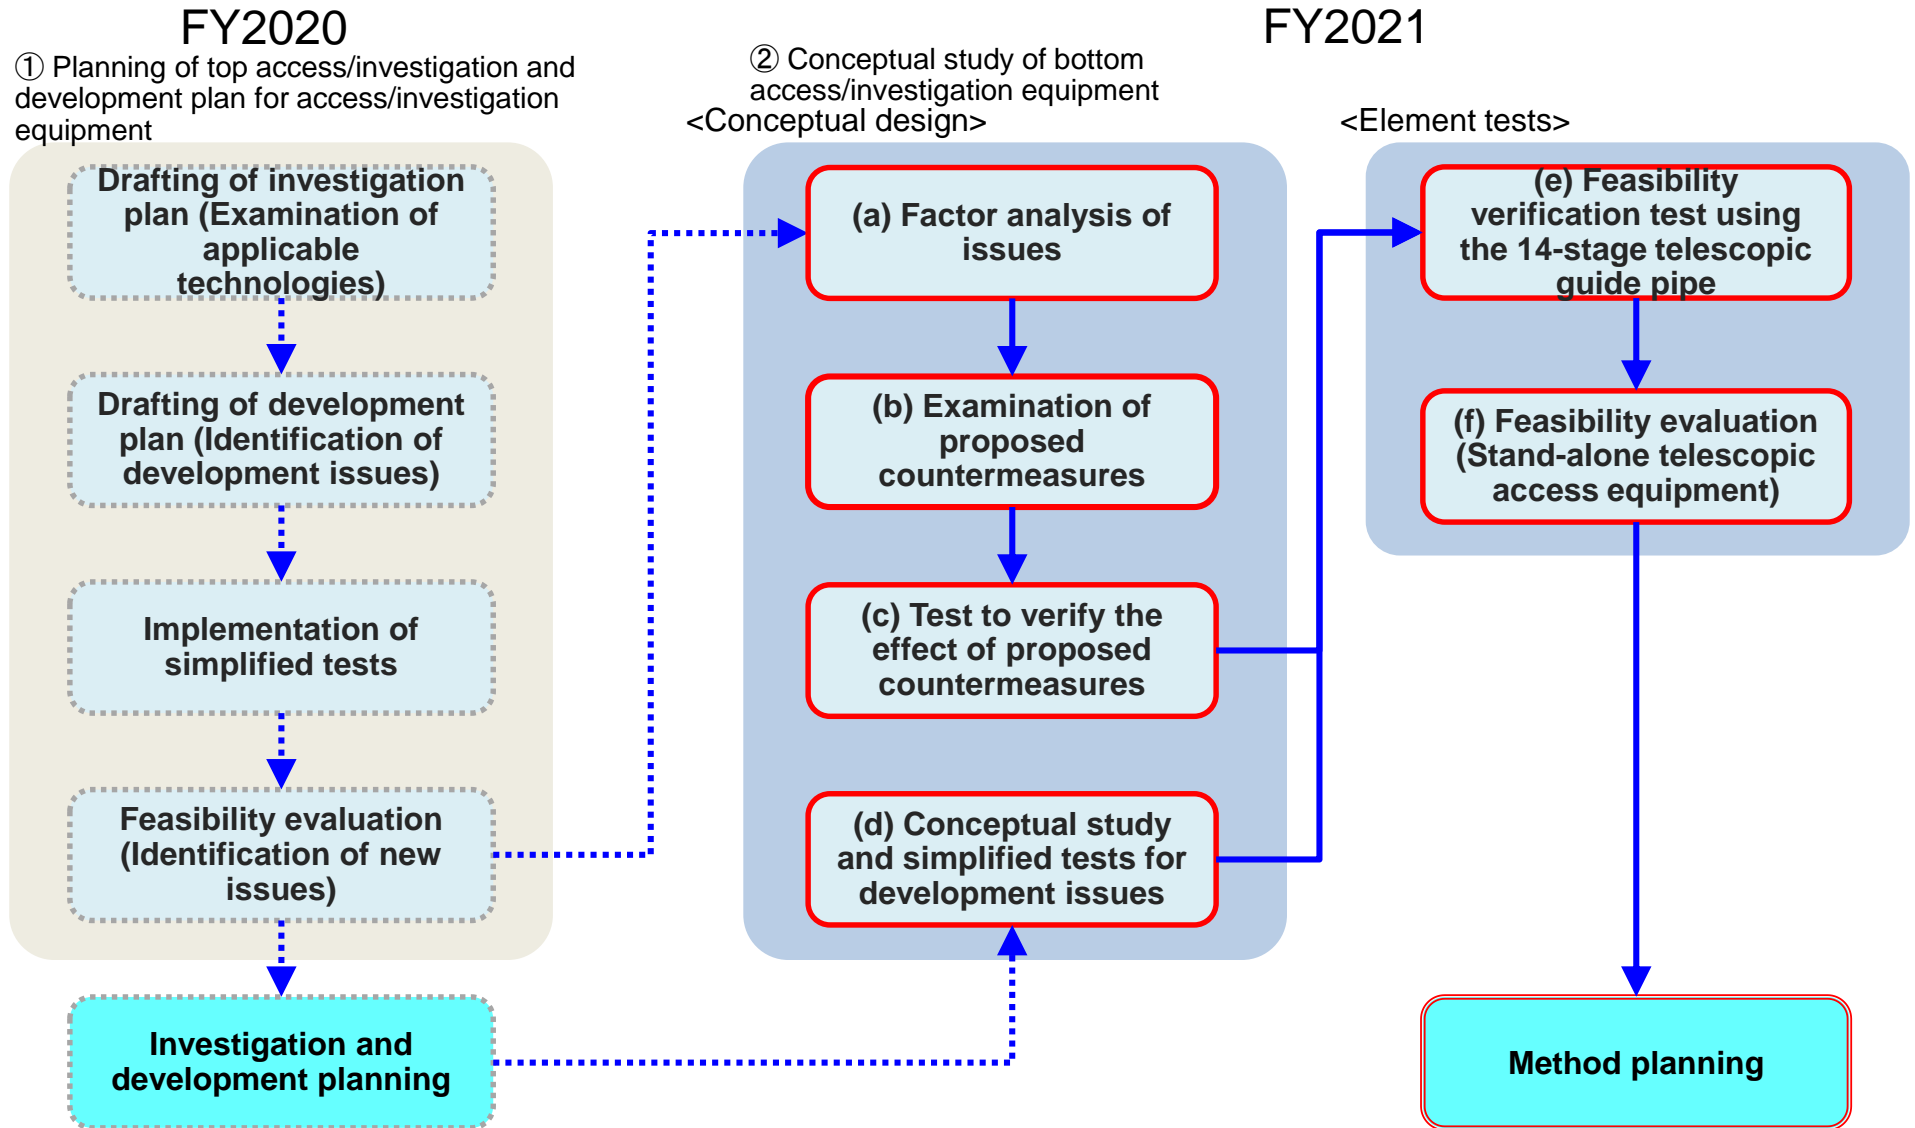 FY2020
① Planning of top access/investigation and
development plan for access/investigation
equipment
Drafting of investigation
plan (Examination of
applicable
technologies)
Drafting of development
plan (Identification of
development issues)
Implementation of
simplified tests
Feasibility evaluation
(Identification of new
issues)
Investigation and
development planning
FY2021
② Conceptual study of bottom
access/investigation equipment
<Conceptual design>
(a) Factor analysis of
issues
(b) Examination of
proposed
countermeasures
(c) Test to verify the
effect of proposed
countermeasures
(d) Conceptual study
and simplified tests for
development issues
<Element tests>
(e) Feasibility
verification test using
the 14-stage telescopic
guide pipe
(f) Feasibility evaluation
(Stand-alone telescopic
access equipment)
Method planning